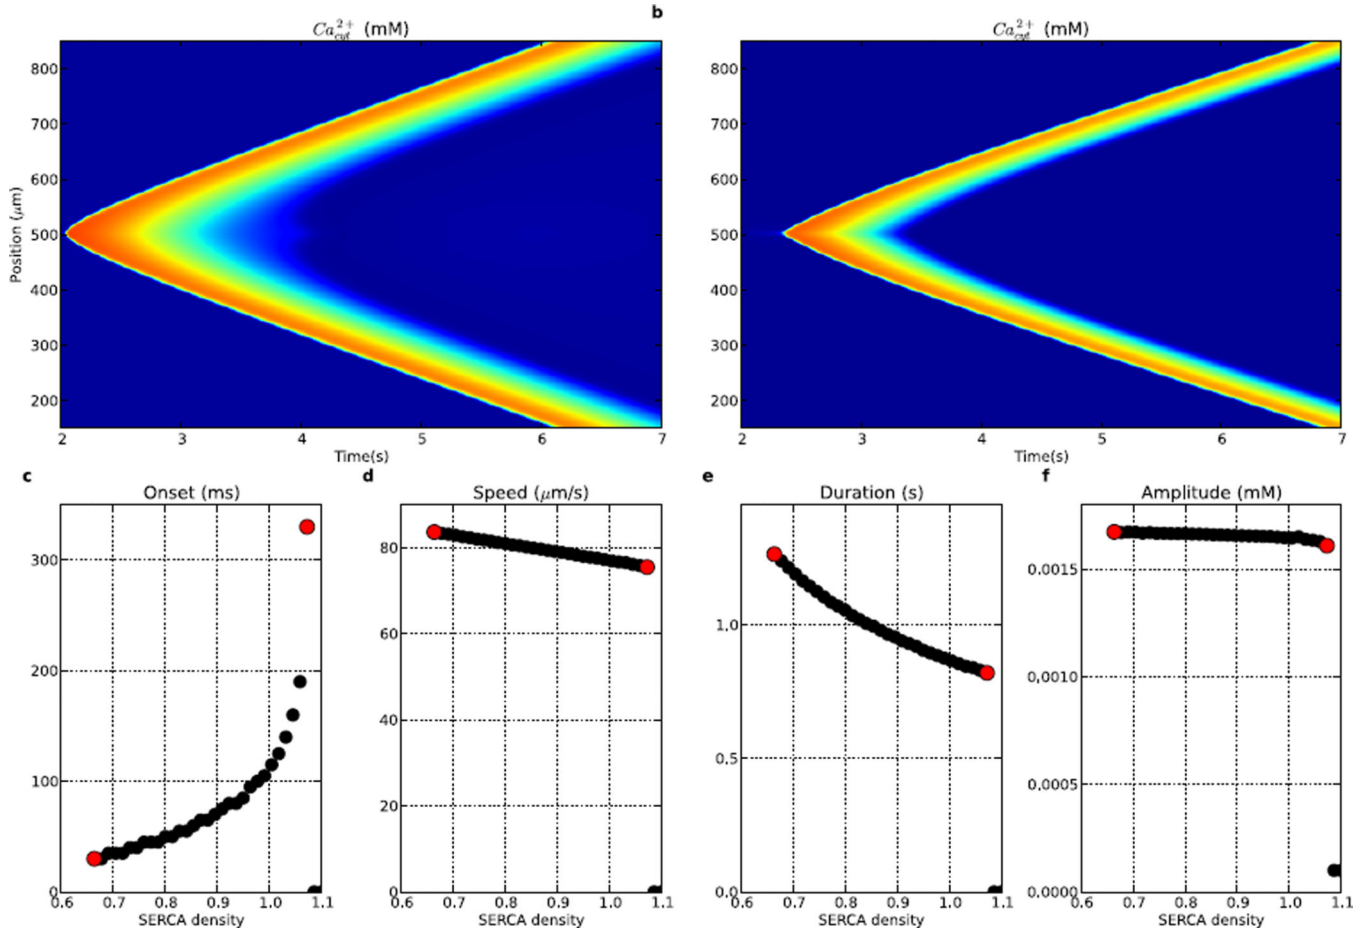 b
Ca²⁺cyt (mM)
Ca²⁺cyt (mM)
Position (μm)
800
700
600
500
400
300
200
2 3 4 5 6 7
Time(s)
800
700
600
500
400
300
200
2 3 4 5 6 7
Time(s)
c
Onset (ms)
300
200
100
0
0.6 0.7 0.8 0.9 1.0 1.1
SERCA density
d
Speed (μm/s)
80
60
40
20
0
0.6 0.7 0.8 0.9 1.0 1.1
SERCA density
e
Duration (s)
1.0
0.5
0.0
0.6 0.7 0.8 0.9 1.0 1.1
SERCA density
f
Amplitude (mM)
0.0015
0.0010
0.0005
0.0000
0.6 0.7 0.8 0.9 1.0 1.1
SERCA density